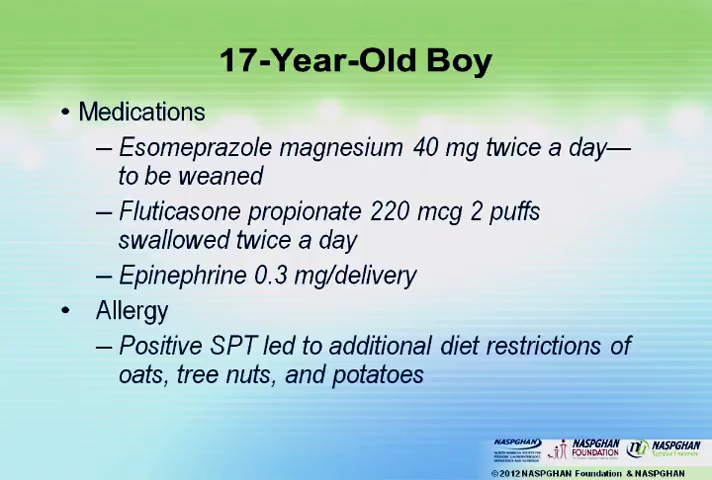 17-Year-Old Boy
• Medications
– Esomeprazole magnesium 40 mg twice a day—
to be weaned
– Fluticasone propionate 220 mcg 2 puffs
swallowed twice a day
– Epinephrine 0.3 mg/delivery
• Allergy
– Positive SPT led to additional diet restrictions of
oats, tree nuts, and potatoes
NASPGHAN
NASPGHAN
FOUNDATION
NASPGHAN
©2012 NASPGHAN Foundation & NASPGHAN